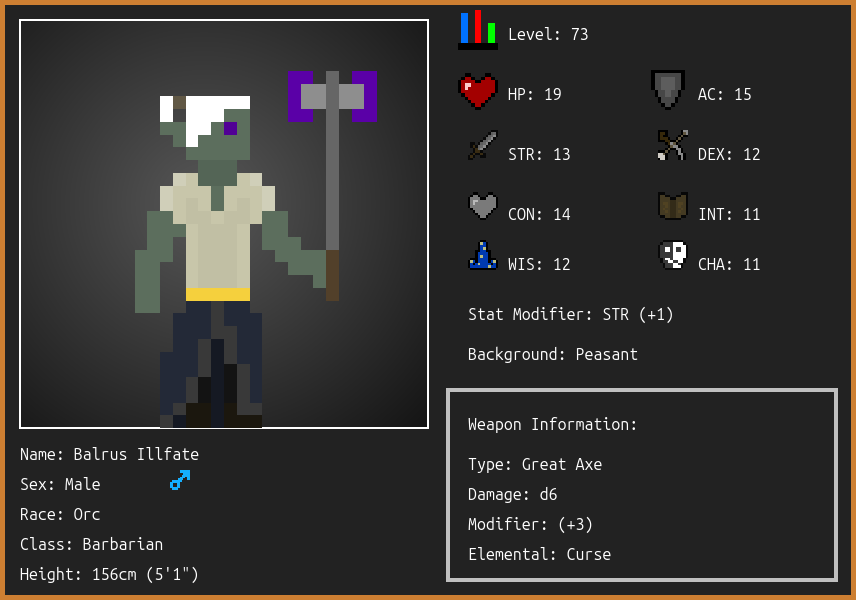 Level: 73
HP: 19
AC: 15
STR: 13
DEX: 12
CON: 14
INT: 11
WIS: 12
CHA: 11
Stat Modifier: STR (+1)
Background: Peasant
Weapon Information:
Type: Great Axe
Damage: d6
Modifier: (+3)
Elemental: Curse
Name: Balrus Illfate
Sex: Male
Race: Orc
Class: Barbarian
Height: 156cm (5'1")